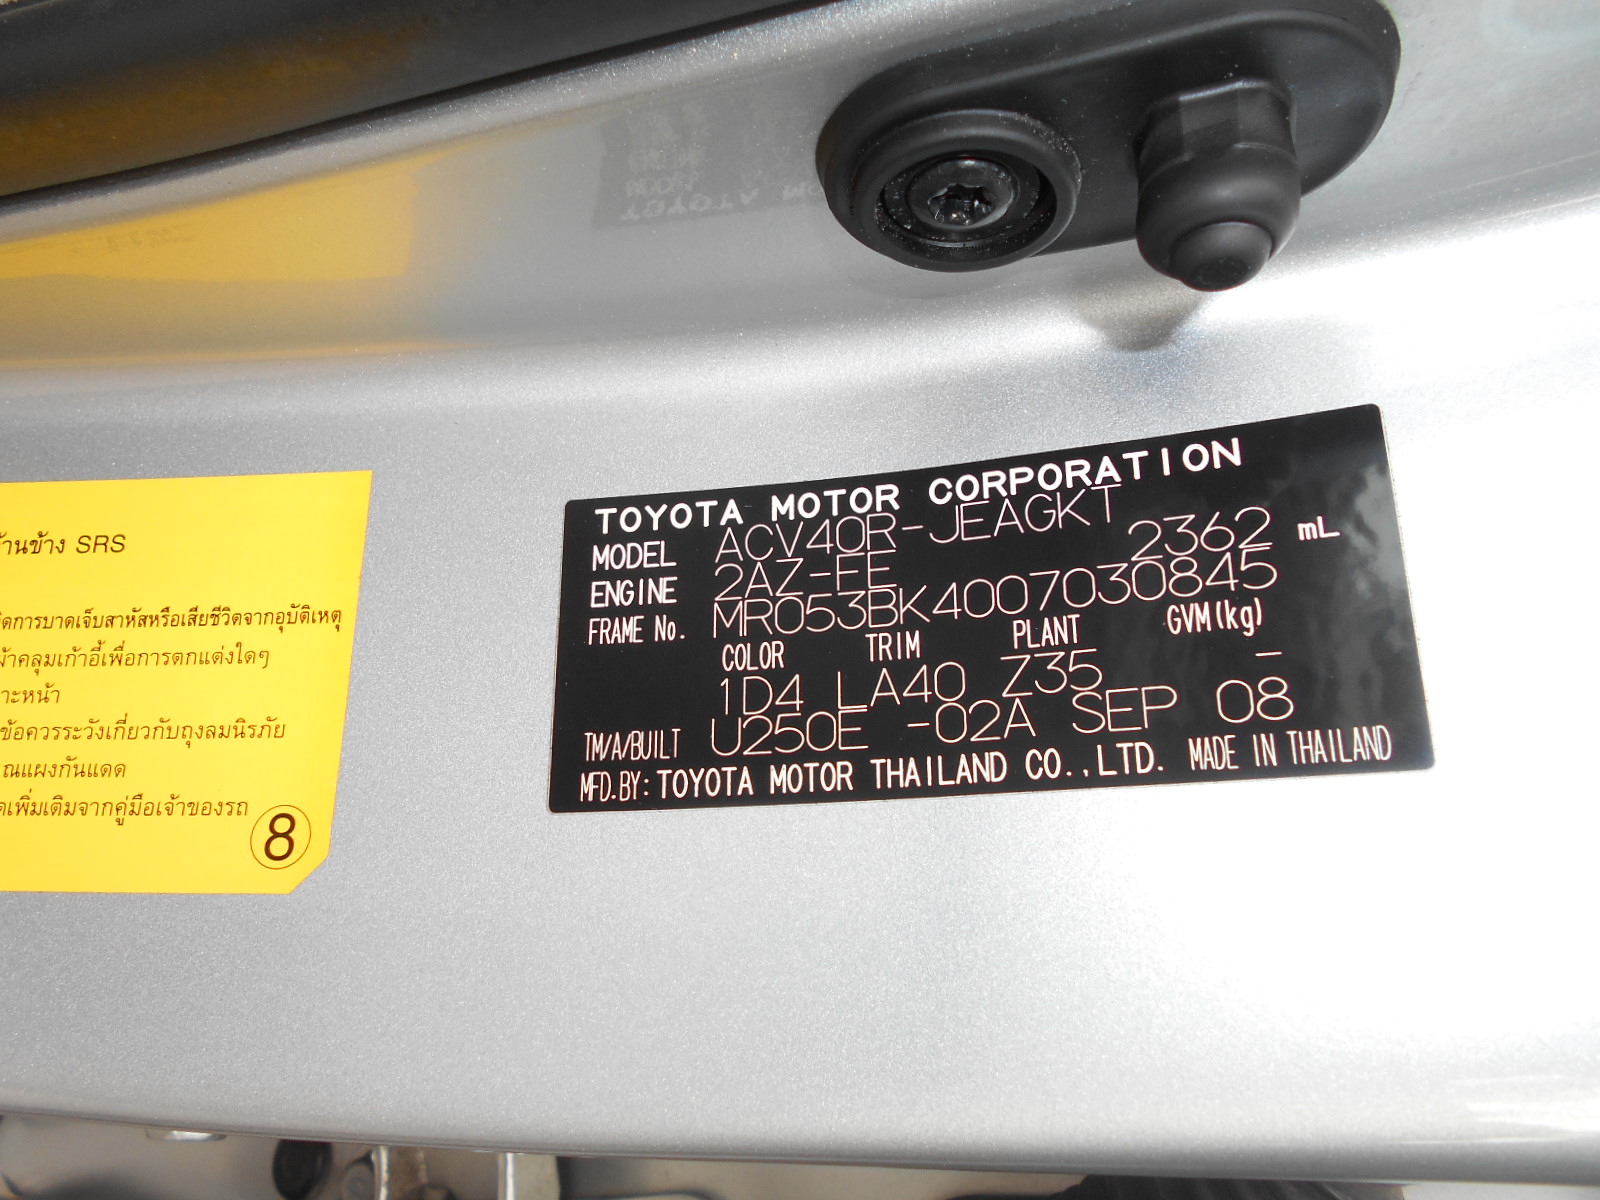 ้านข้าง SRS
ดการบาดเจ็บสาหัสหรือเสียชีวิตจากอุบัติเหตุ
ผ้าคลุมเก้าอี้เพื่อการตกแต่งใดๆ
าะหน้า
ข้อควรระวังเกี่ยวกับถุงลมนิรภัย
ณแผงกันแดด
ดเพิ่มเติมจากคู่มือเจ้าของรถ
8
TOYOTA MOTOR CORPORATION
MODEL ACV40R-JEAGKT
ENGINE 2AZ-FE 2362 mL
FRAME No. MR053BK4007030845
COLOR TRIM PLANT GVM(kg)
1D4 LA40 Z35 -
TM/A/BUILT U250E -02A SEP 08
MFD.BY: TOYOTA MOTOR THAILAND CO.,LTD. MADE IN THAILAND